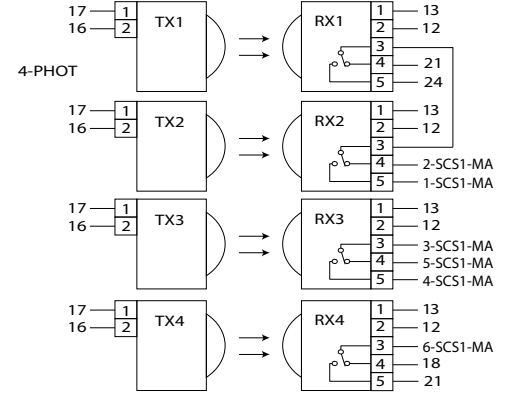 17 1 TX1 RX1 1 13
16 2 2 12
3
4-PHOT 4 21
5 24
17 1 TX2 RX2 1 13
16 2 2 12
3
4 2-SCS1-MA
5 1-SCS1-MA
17 1 TX3 RX3 1 13
16 2 2 12
3 3-SCS1-MA
4 5-SCS1-MA
5 4-SCS1-MA
17 1 TX4 RX4 1 13
16 2 2 12
3 6-SCS1-MA
4 18
5 21